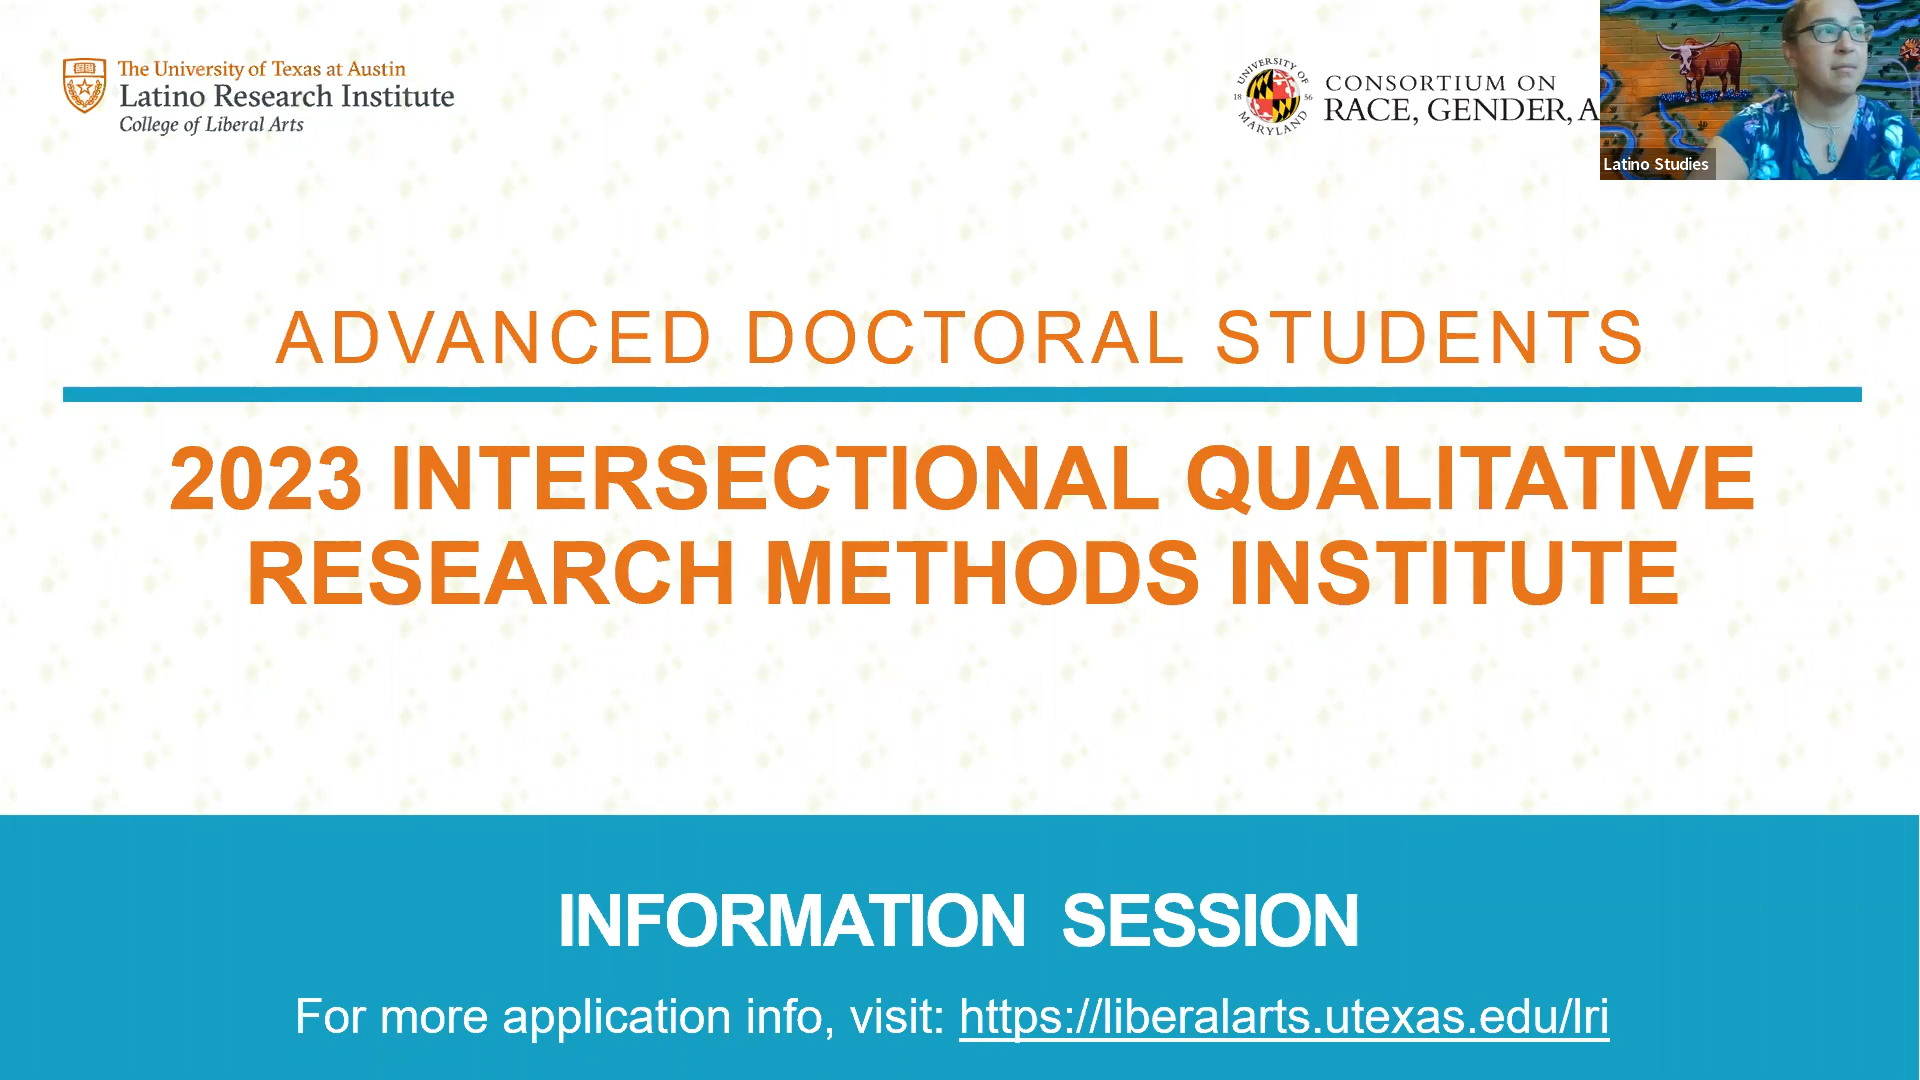 The University of Texas at Austin
Latino Research Institute
College of Liberal Arts
UNIVERSITY OF
18 56
MARYLAND
CONSORTIUM ON
RACE, GENDER, A
Latino Studies
ADVANCED DOCTORAL STUDENTS
2023 INTERSECTIONAL QUALITATIVE
RESEARCH METHODS INSTITUTE
INFORMATION SESSION
For more application info, visit: https://liberalarts.utexas.edu/lri